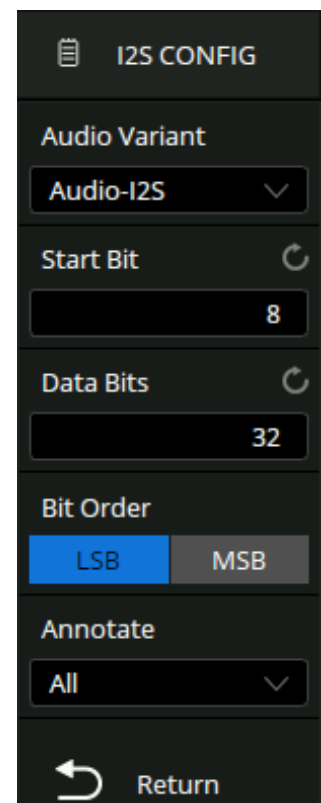 I2S CONFIG
Audio Variant
Audio-I2S
Start Bit
8
Data Bits
32
Bit Order
LSB MSB
Annotate
All
Return